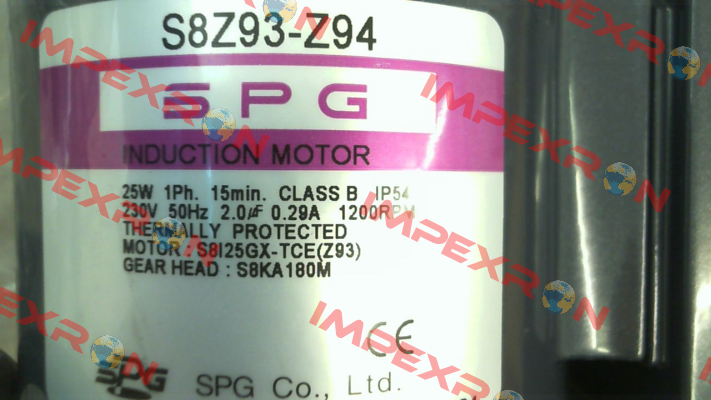 S8Z93-Z94
SPG
INDUCTION MOTOR
25W 1Ph. 15min. CLASS B IP54
230V 50Hz 2.0㎌ 0.29A 1200RPM
THERMALLY PROTECTED
MOTOR : S8I25GX-TCE(Z93)
GEAR HEAD : S8KA180M
CE
SPG SPG Co., Ltd.
IMPEXRON
IMPEXRON
IMPEXRON
IMPEXRON
IMPEXRON